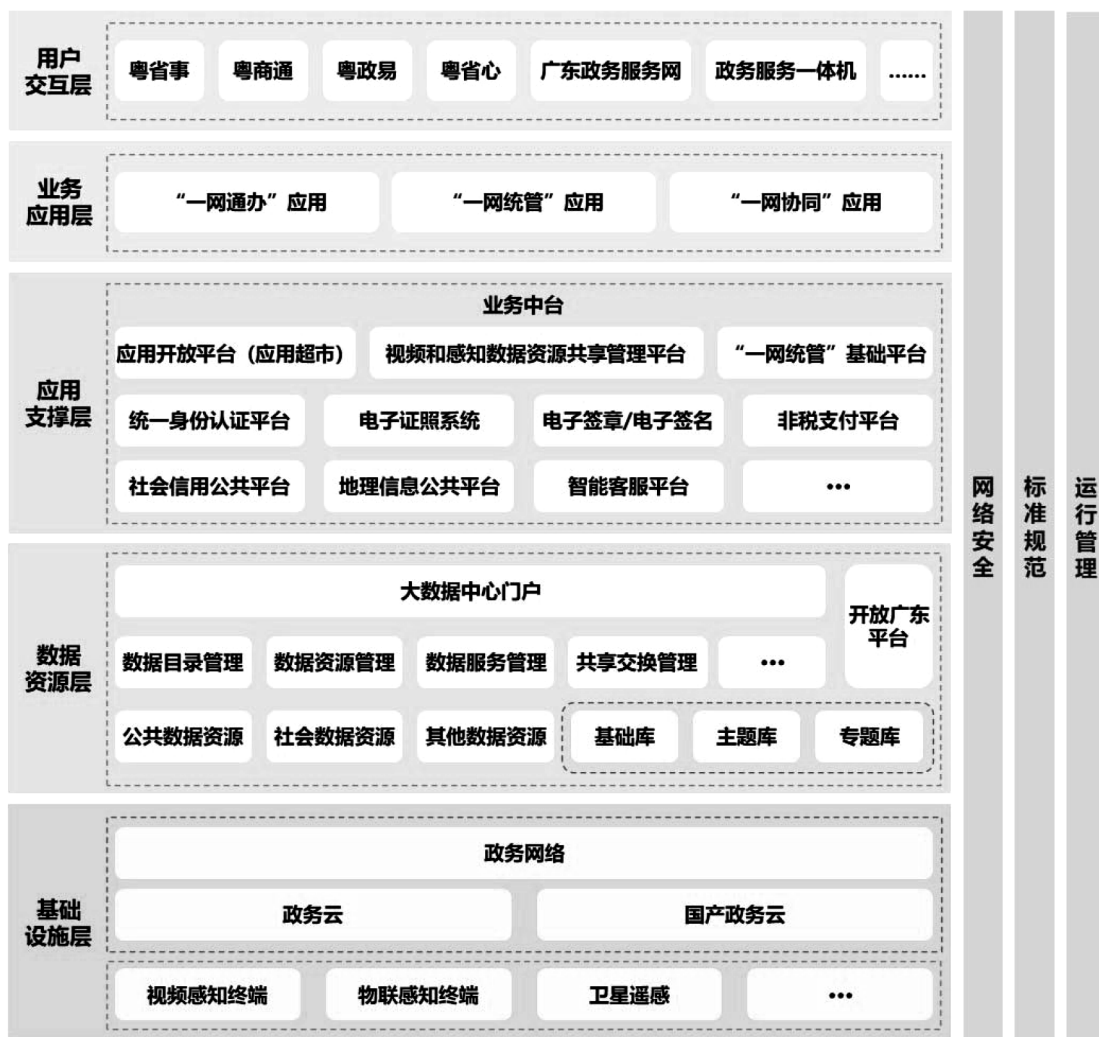 用户
交互层
粤省事
粤商通
粤政易
粤省心
广东政务服务网
政务服务一体机
……
业务
应用层
“一网通办”应用
“一网统管”应用
“一网协同”应用
应用
支撑层
业务中台
应用开放平台（应用超市）
视频和感知数据资源共享管理平台
“一网统管”基础平台
统一身份认证平台
电子证照系统
电子签章/电子签名
非税支付平台
社会信用公共平台
地理信息公共平台
智能客服平台
•••
数据
资源层
大数据中心门户
开放广东
平台
数据目录管理
数据资源管理
数据服务管理
共享交换管理
•••
公共数据资源
社会数据资源
其他数据资源
基础库
主题库
专题库
基础
设施层
政务网络
政务云
国产政务云
视频感知终端
物联感知终端
卫星遥感
•••
网络安全
标准规范
运行管理